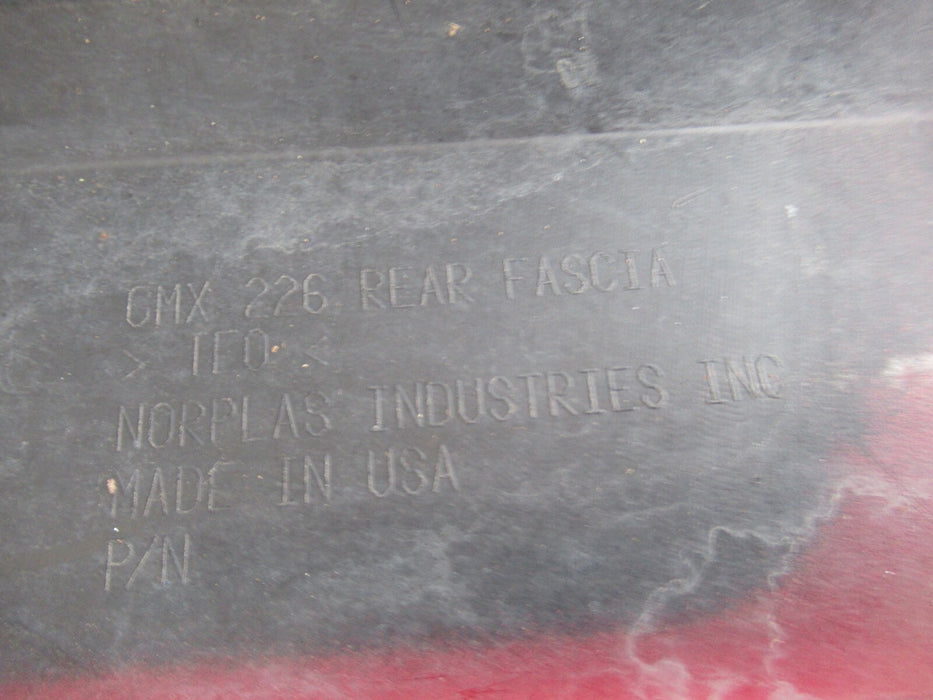 GMX 226 REAR FASCIA
> TEO <
NORPLAS INDUSTRIES INC
MADE IN USA
P/N